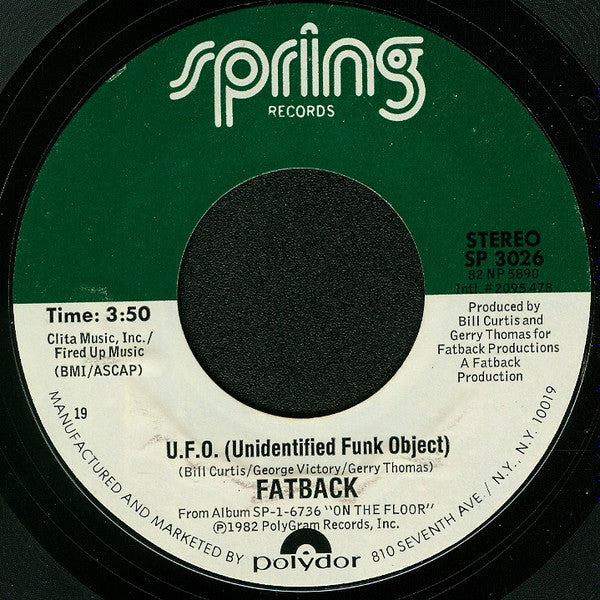 spring
RECORDS
STEREO
SP 3026
82 NP 5890
Intl. #2095 478
Time: 3:50
Clita Music, Inc./
Fired Up Music
(BMI/ASCAP)
Produced by
Bill Curtis and
Gerry Thomas for
Fatback Productions
A Fatback
Production
19
U.F.O. (Unidentified Funk Object)
(Bill Curtis/George Victory/Gerry Thomas)
FATBACK
From Album SP-1-6736 "ON THE FLOOR"
Ⓟ1982 PolyGram Records, Inc.
MANUFACTURED AND MARKETED BY polydor 810 SEVENTH AVE. / N.Y., N.Y. 10019